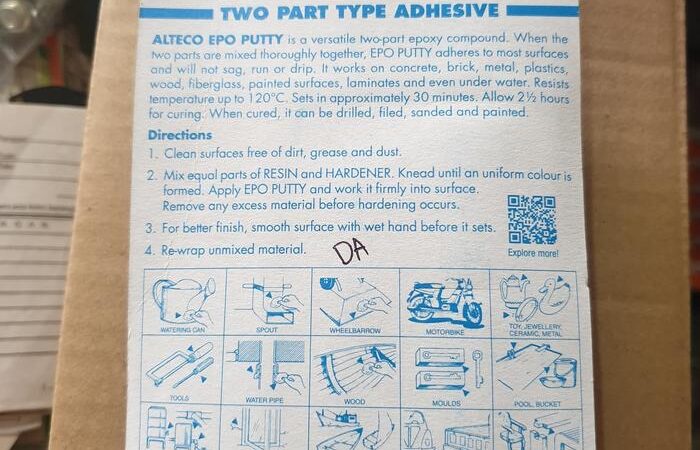 TWO PART TYPE ADHESIVE
ALTECO EPO PUTTY is a versatile two-part epoxy compound. When the
two parts are mixed thoroughly together, EPO PUTTY adheres to most surfaces
and will not sag, run or drip. It works on concrete, brick, metal, plastics,
wood, fiberglass, painted surfaces, laminates and even under water. Resists
temperature up to 120°C. Sets in approximately 30 minutes. Allow 2½ hours
for curing. When cured, it can be drilled, filed, sanded and painted.
Directions
1. Clean surfaces free of dirt, grease and dust.
2. Mix equal parts of RESIN and HARDENER. Knead until an uniform colour is
formed. Apply EPO PUTTY and work it firmly into surface.
Remove any excess material before hardening occurs.
3. For better finish, smooth surface with wet hand before it sets.
4. Re-wrap unmixed material.
DA
Explore more!
WATERING CAN
SPOUT
WHEELBARROW
MOTORBIKE
TOY, JEWELLERY,
CERAMIC, METAL
TOOLS
WATER PIPE
WOOD
MOULDS
POOL, BUCKET